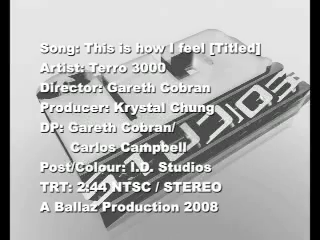 Song: This is how I feel [Titled]
Artist: Terro 3000
Director: Gareth Cobran
Producer: Krystal Chung
DP: Gareth Cobran/
Carlos Campbell
Post/Colour: I.D. Studios
TRT: 2:44 NTSC / STEREO
A Ballaz Production 2008
STUDIOS